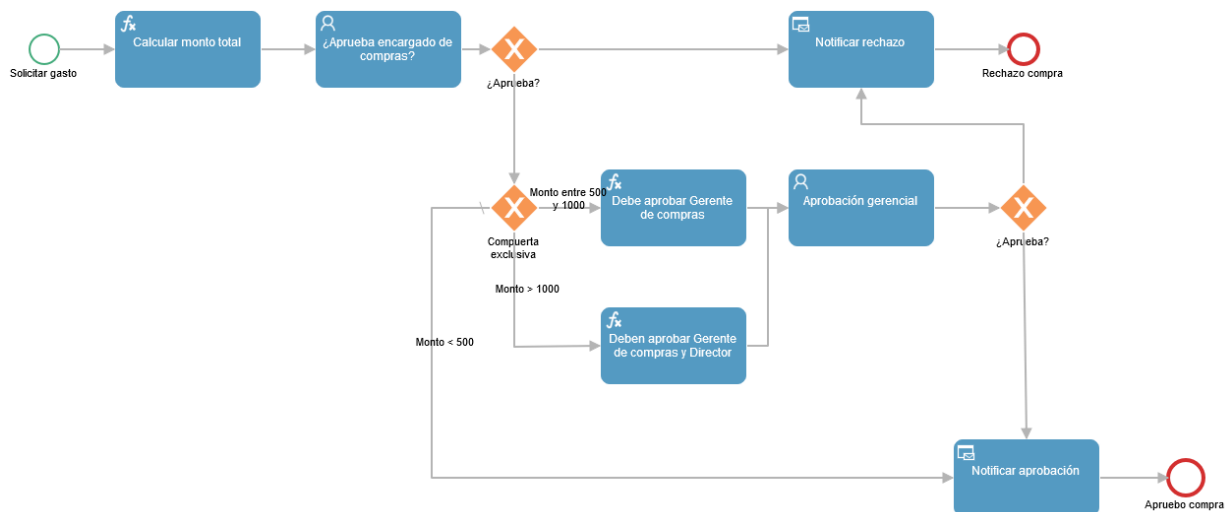 Solicitar gasto
Calcular monto total
¿Aprueba encargado de
compras?
¿Aprueba?
Notificar rechazo
Rechazo compra
Monto entre 500
y 1000
Debe aprobar Gerente
de compras
Aprobación gerencial
¿Aprueba?
Compuerta
exclusiva
Monto > 1000
Deben aprobar Gerente
de compras y Director
Monto < 500
Notificar aprobación
Apruebo compra